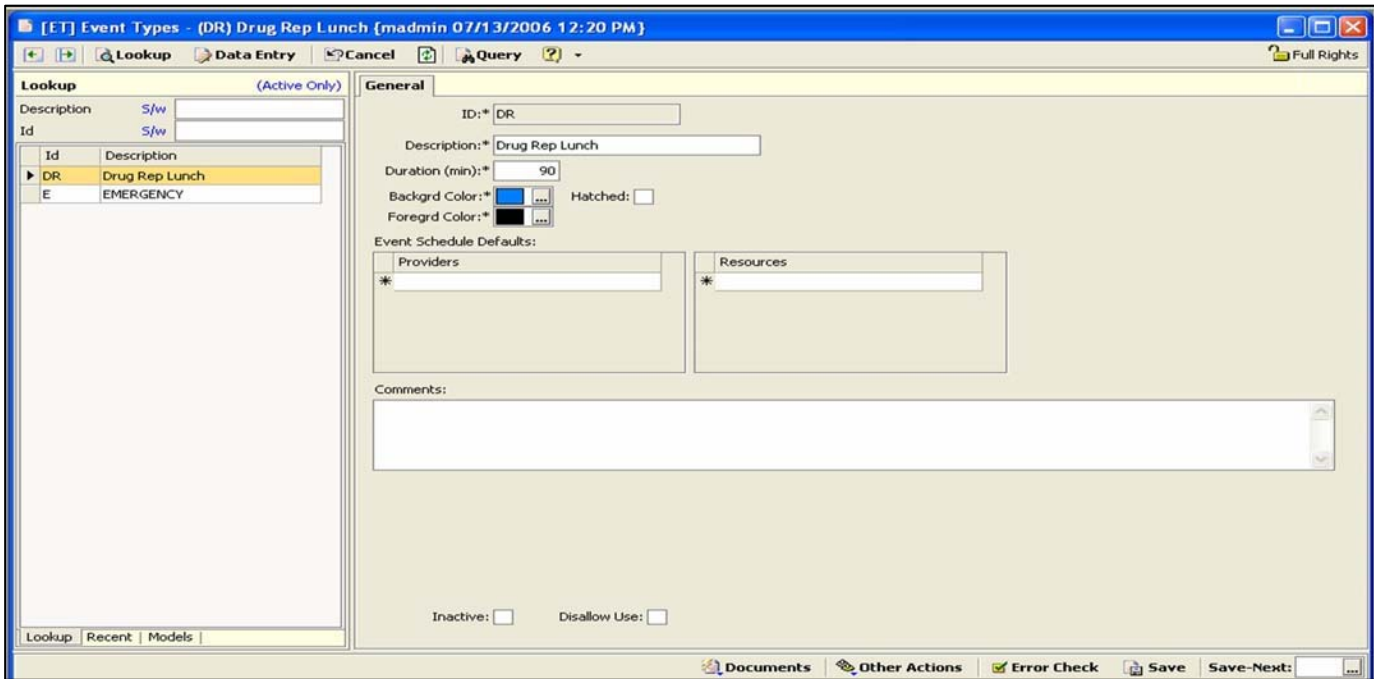 [ET] Event Types - (DR) Drug Rep Lunch {madmin 07/13/2006 12:20 PM}
Lookup Data Entry Cancel Query Full Rights
Lookup (Active Only)
Description S/w
Id S/w
Id Description
DR Drug Rep Lunch
E EMERGENCY
Lookup Recent Models
General
ID:* DR
Description:* Drug Rep Lunch
Duration (min):* 90
Backgrd Color:* ... Hatched:
Foregrd Color:* ...
Event Schedule Defaults:
Providers
Resources
Comments:
Inactive: Disallow Use:
Documents Other Actions Error Check Save Save-Next: ...